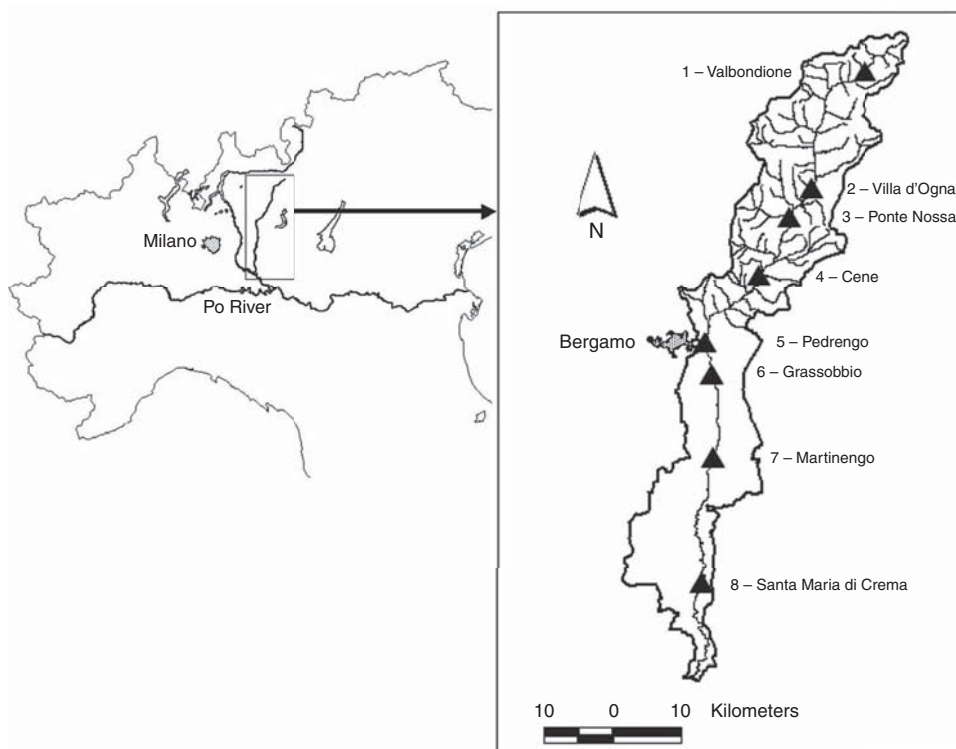 Milano
Po River
1 – Valbondione
N
2 – Villa d'Ogna
3 – Ponte Nossa
4 – Cene
Bergamo
5 – Pedrengo
6 – Grassobbio
7 – Martinengo
8 – Santa Maria di Crema
10 0 10 Kilometers